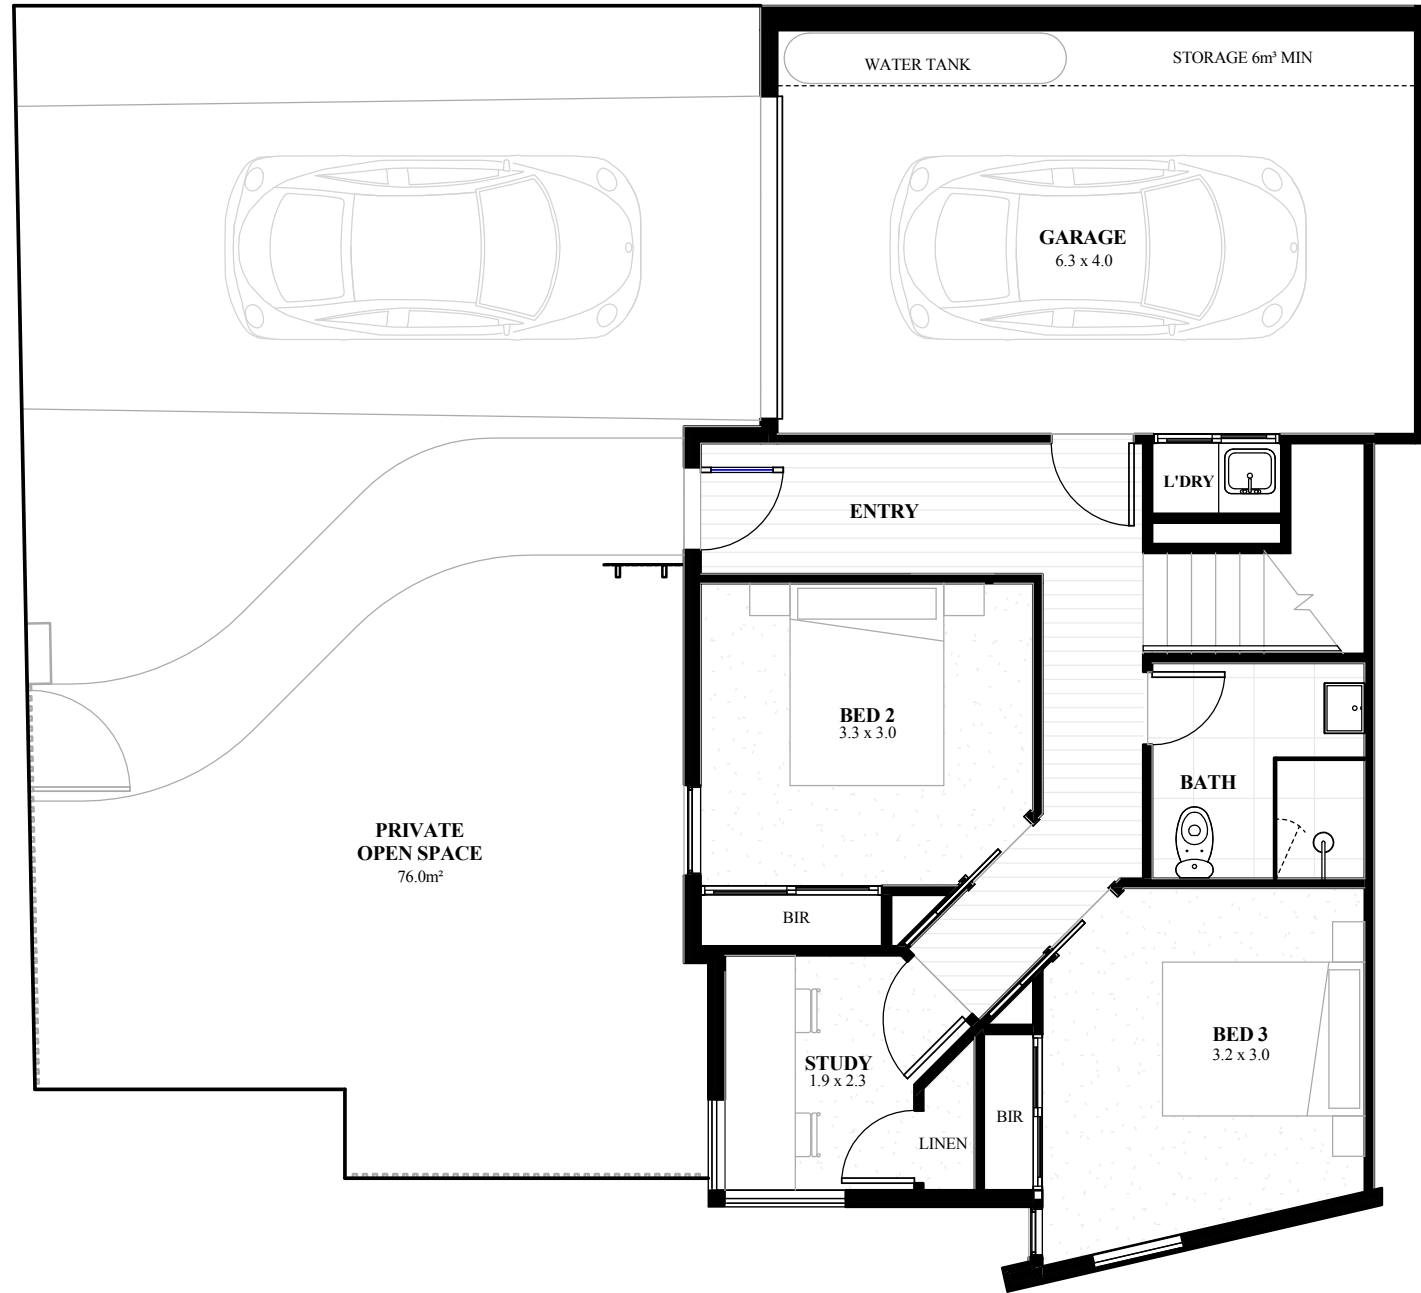 WATER TANK
STORAGE 6m³ MIN
GARAGE
6.3 x 4.0
L'DRY
ENTRY
BED 2
3.3 x 3.0
BATH
PRIVATE
OPEN SPACE
76.0m²
BIR
BED 3
3.2 x 3.0
STUDY
1.9 x 2.3
BIR
LINEN